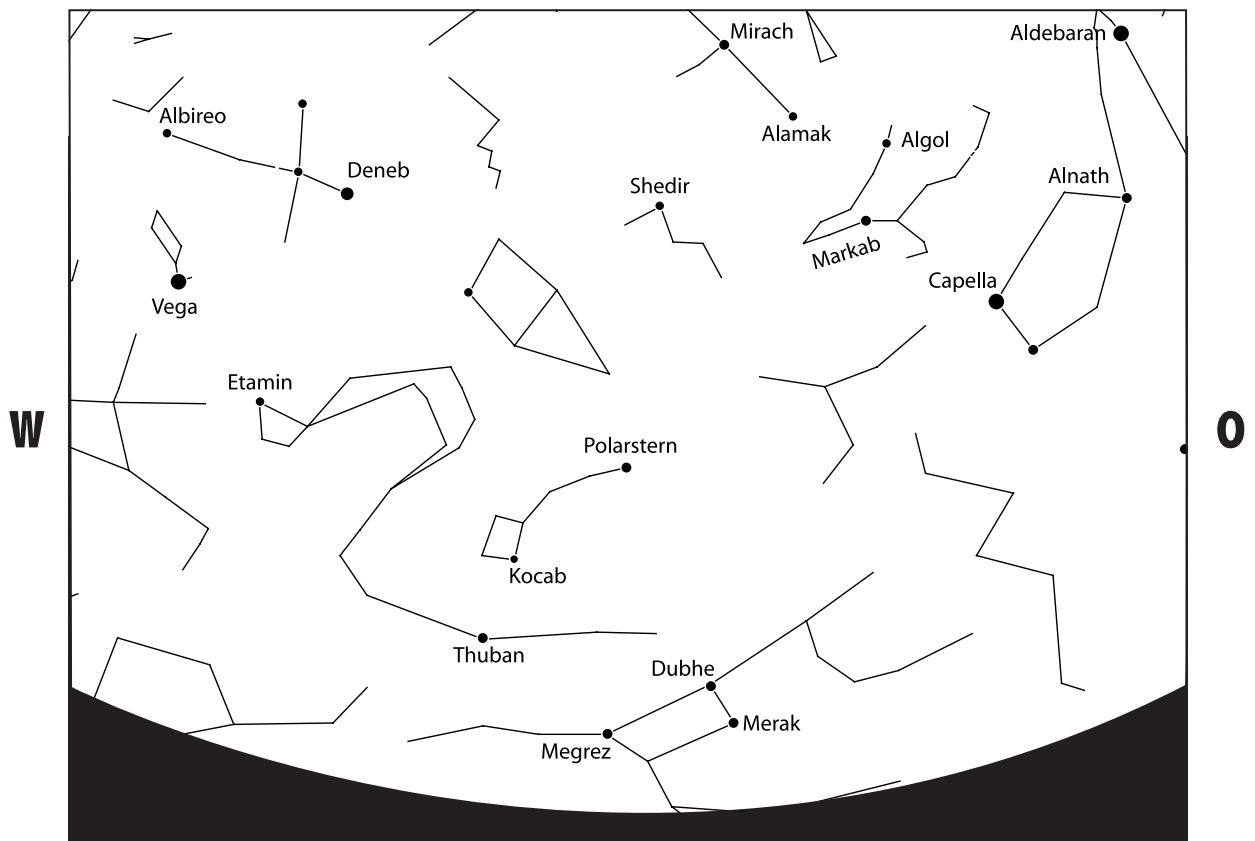 Mirach
Aldebaran
Albireo
Alamak
Algol
Deneb
Alnath
Shedir
Markab
Capella
Vega
Etamin
W
O
Polarstern
Kocab
Thuban
Dubhe
Merak
Megrez